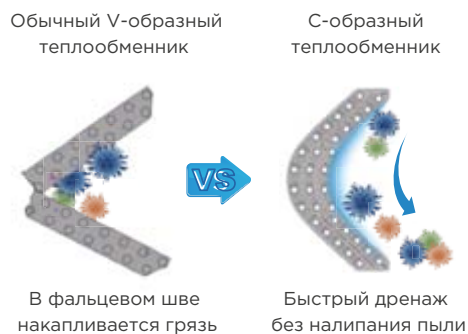 Обычный V-образный
теплообменник
С-образный
теплообменник
VS
В фальцевом шве
накапливается грязь
Быстрый дренаж
без налипания пыли